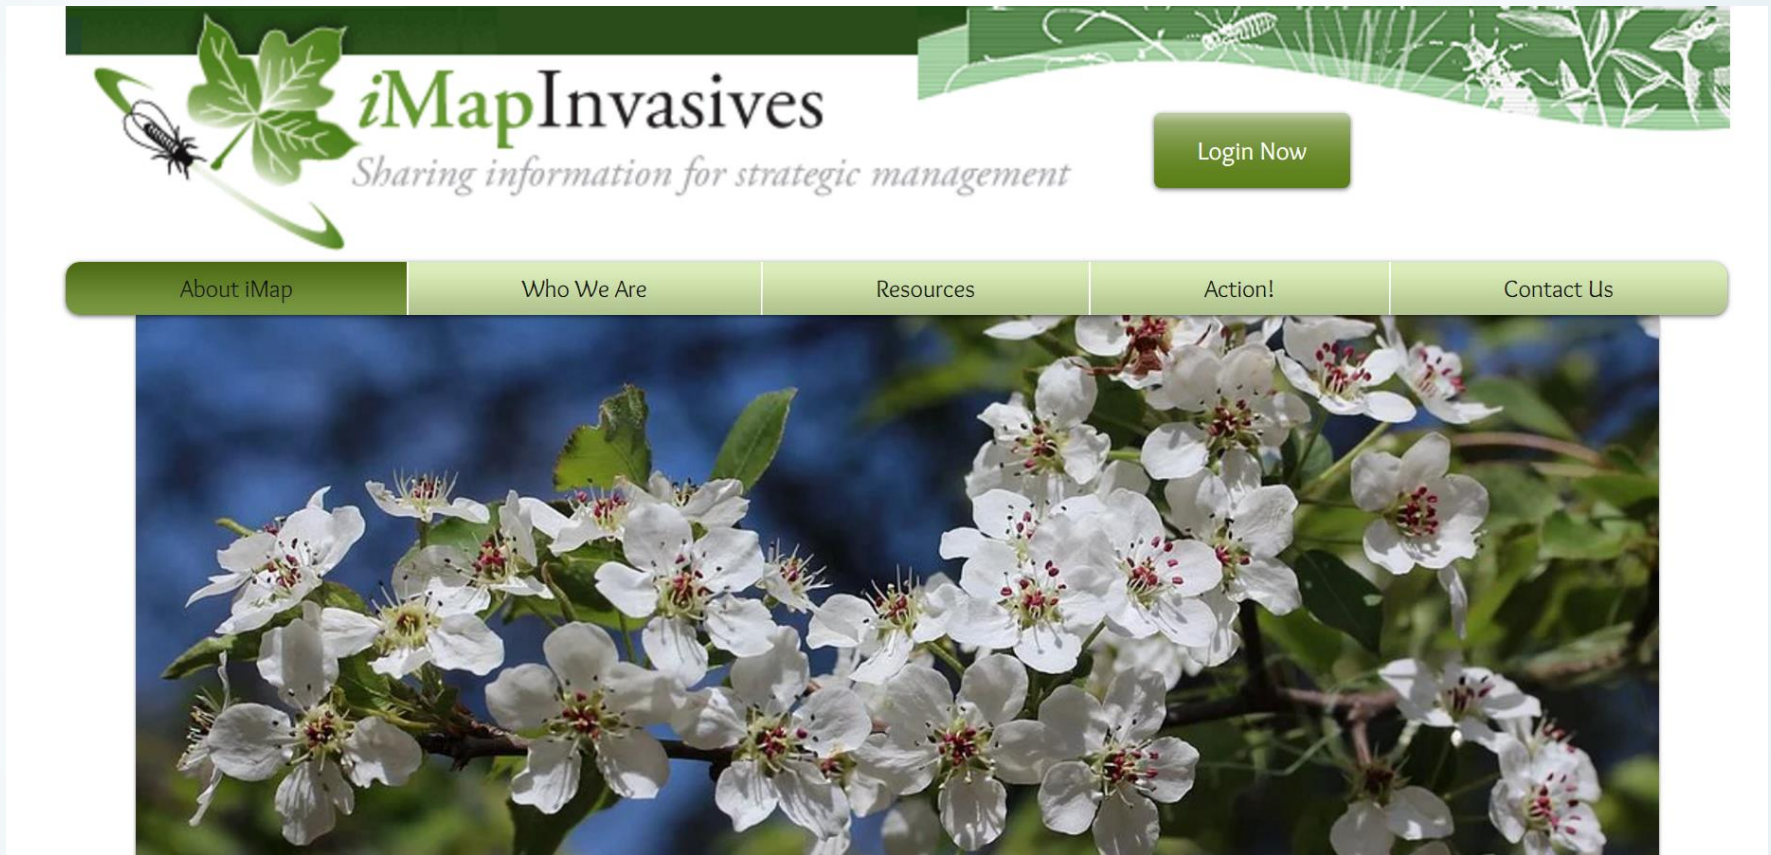 iMapInvasives
Sharing information for strategic management
Login Now
About iMap
Who We Are
Resources
Action!
Contact Us